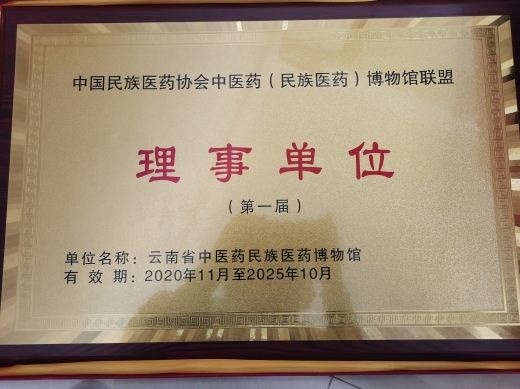 中国民族医药协会中医药（民族医药）博物馆联盟
理事单位
（第一届）
单位名称：云南省中医药民族医药博物馆
有效期：2020年11月至2025年10月